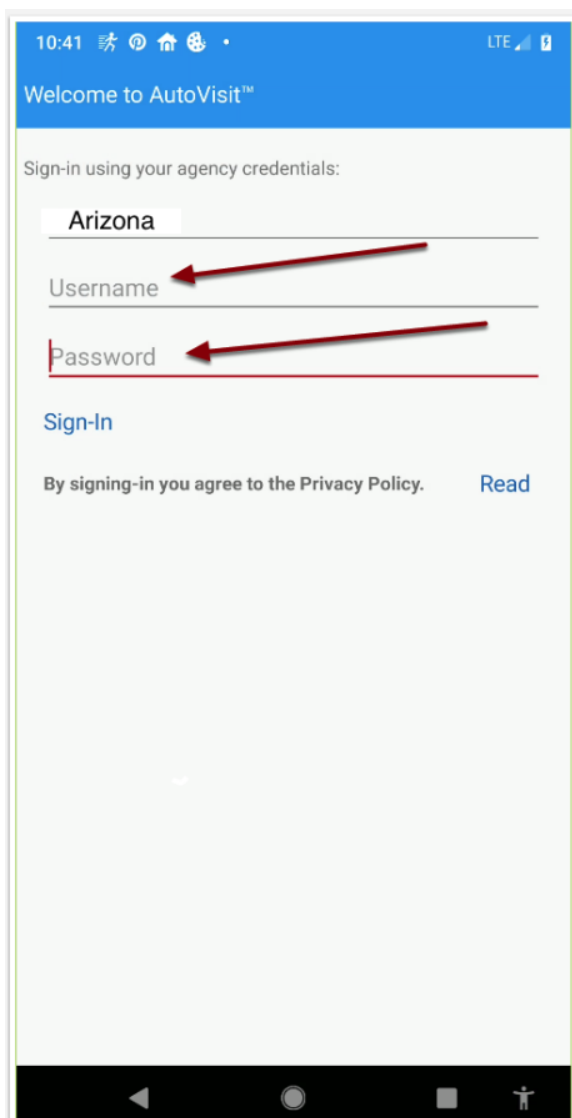 10:41 LTE
Welcome to AutoVisit™
Sign-in using your agency credentials:
Arizona
Username
Password
Sign-In
By signing-in you agree to the Privacy Policy. Read